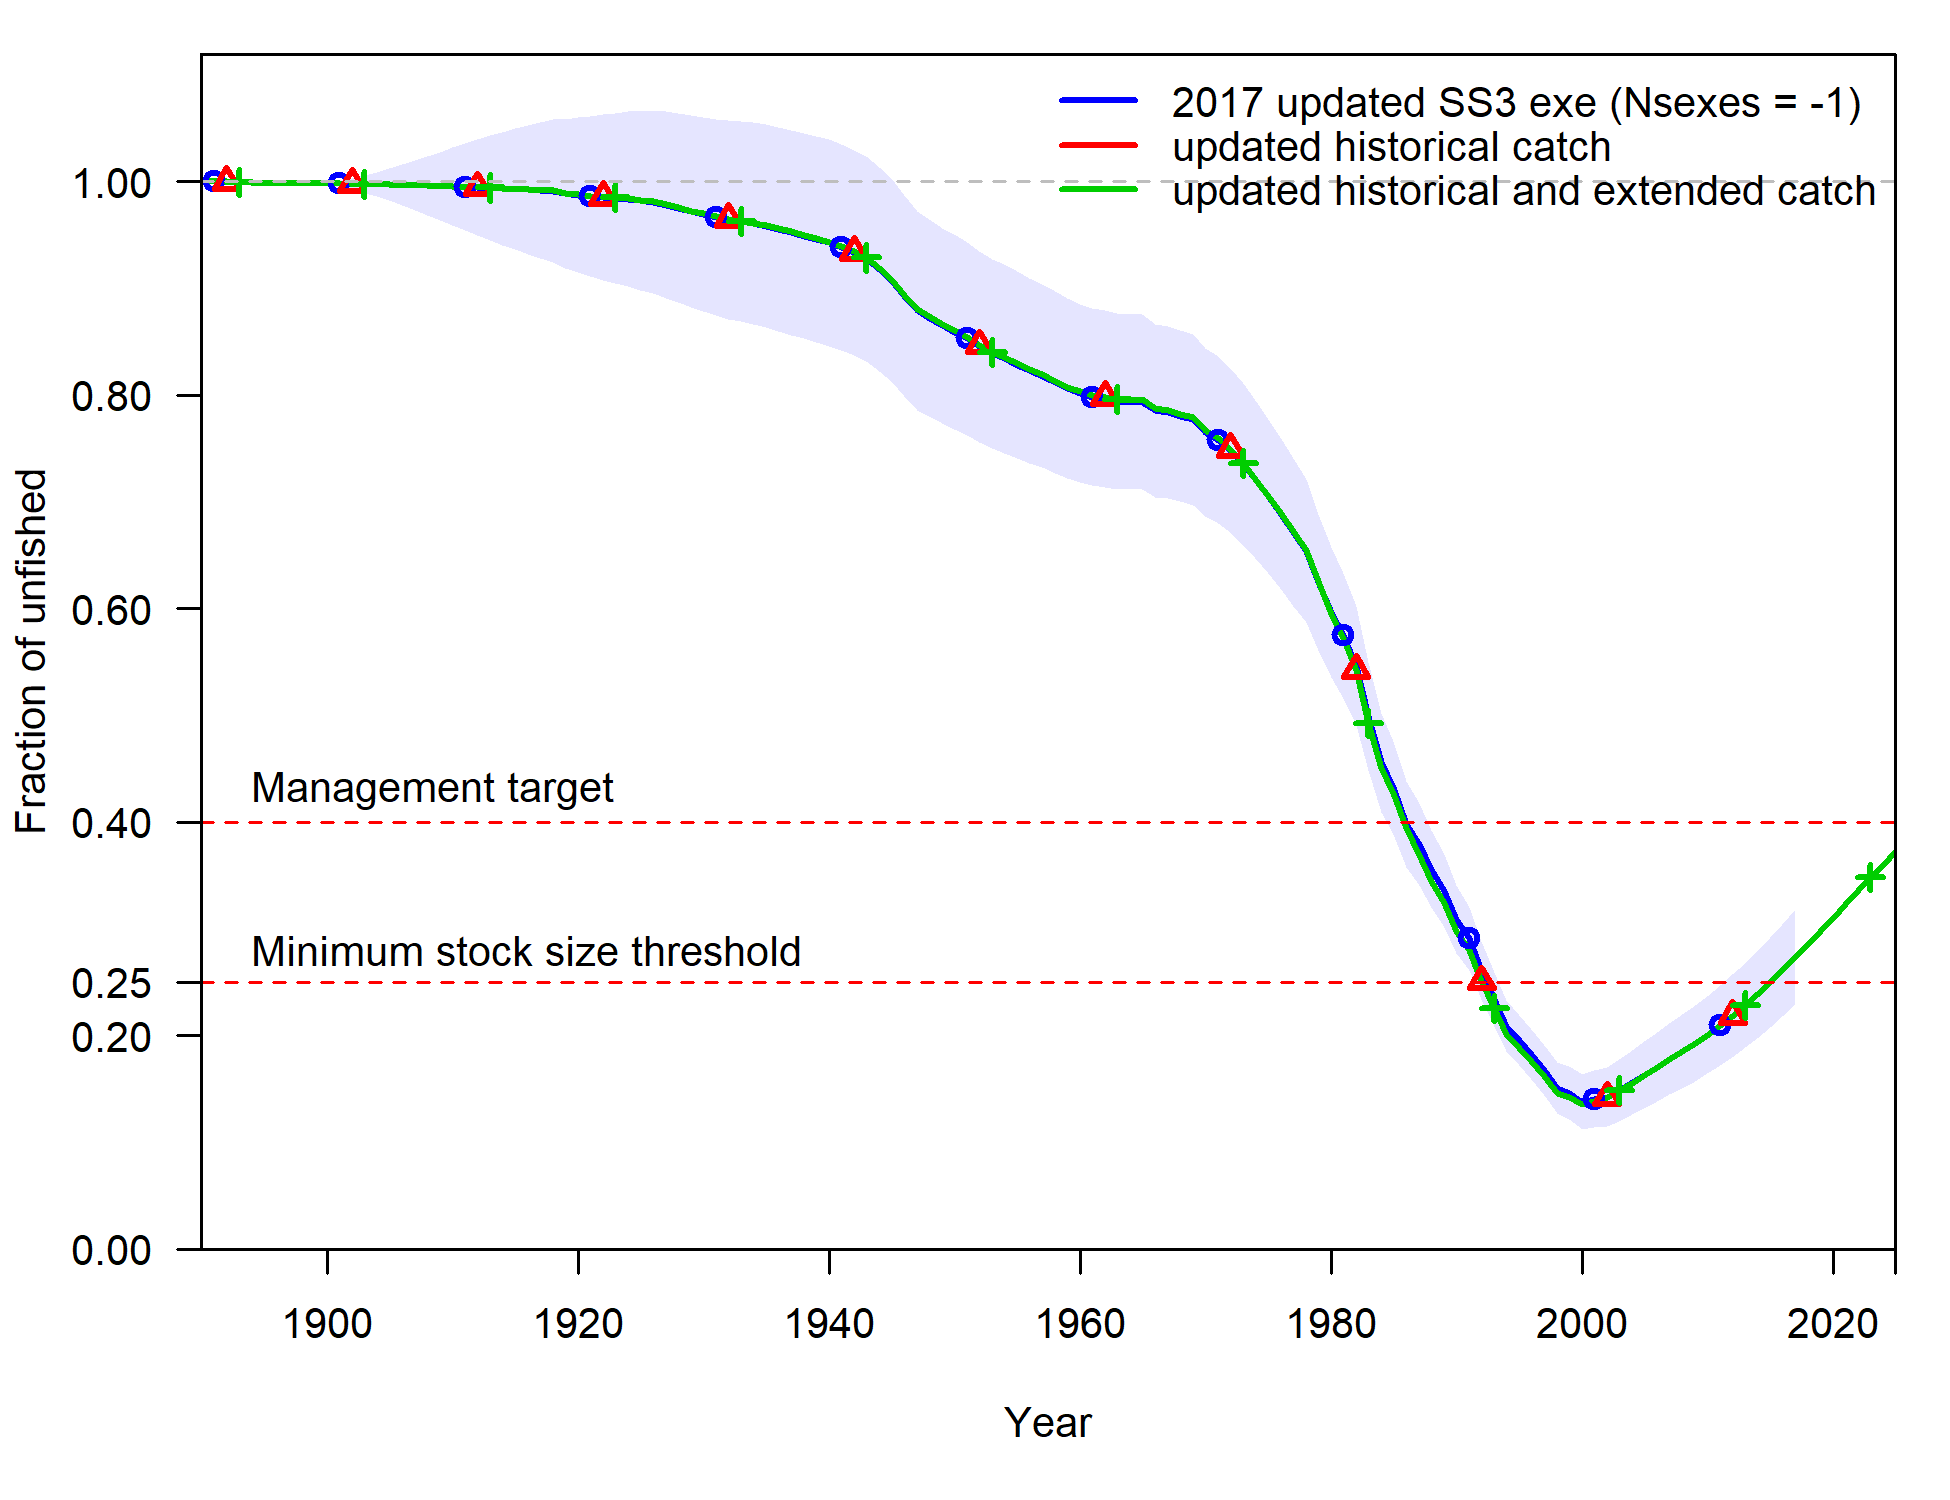 2017 updated SS3 exe (Nsexes = -1)
updated historical catch
updated historical and extended catch
1.00
0.80
0.60
0.40
0.25
0.20
0.00
Fraction of unfished
Management target
Minimum stock size threshold
1900 1920 1940 1960 1980 2000 2020
Year